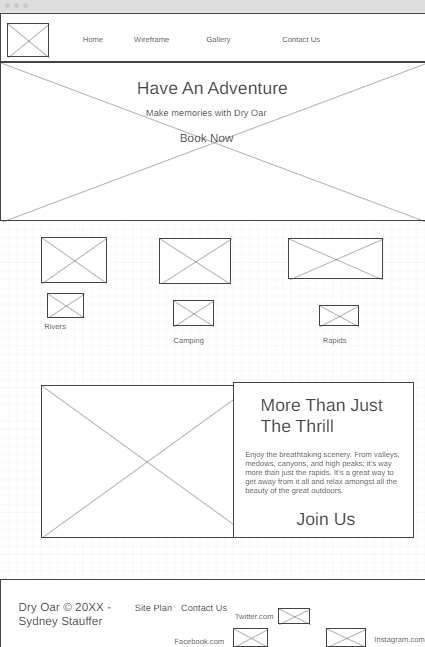 Home Wireframe Gallery Contact Us
Have An Adventure
Make memories with Dry Oar
Book Now
Rivers
Camping
Rapids
More Than Just
The Thrill
Enjoy the breathtaking scenery. From valleys,
medows, canyons, and high peaks; it's way
more than just the rapids. It's a great way to
get away from it all and relax amongst all the
beauty of the great outdoors.
Join Us
Dry Oar © 20XX -
Sydney Stauffer
Site Plan Contact Us
Twitter.com
Facebook.com
Instagram.com